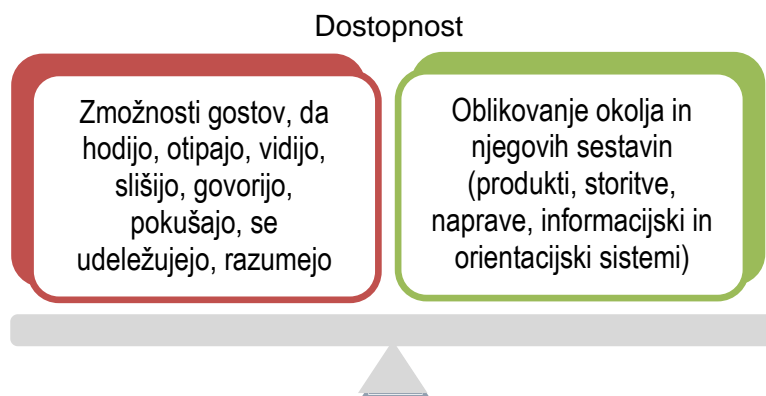 Dostopnost
Zmožnosti gostov, da
hodijo, otipajo, vidijo,
slišijo, govorijo,
pokušajo, se
udeležujejo, razumejo
Oblikovanje okolja in
njegovih sestavin
(produkti, storitve,
naprave, informacijski in
orientacijski sistemi)